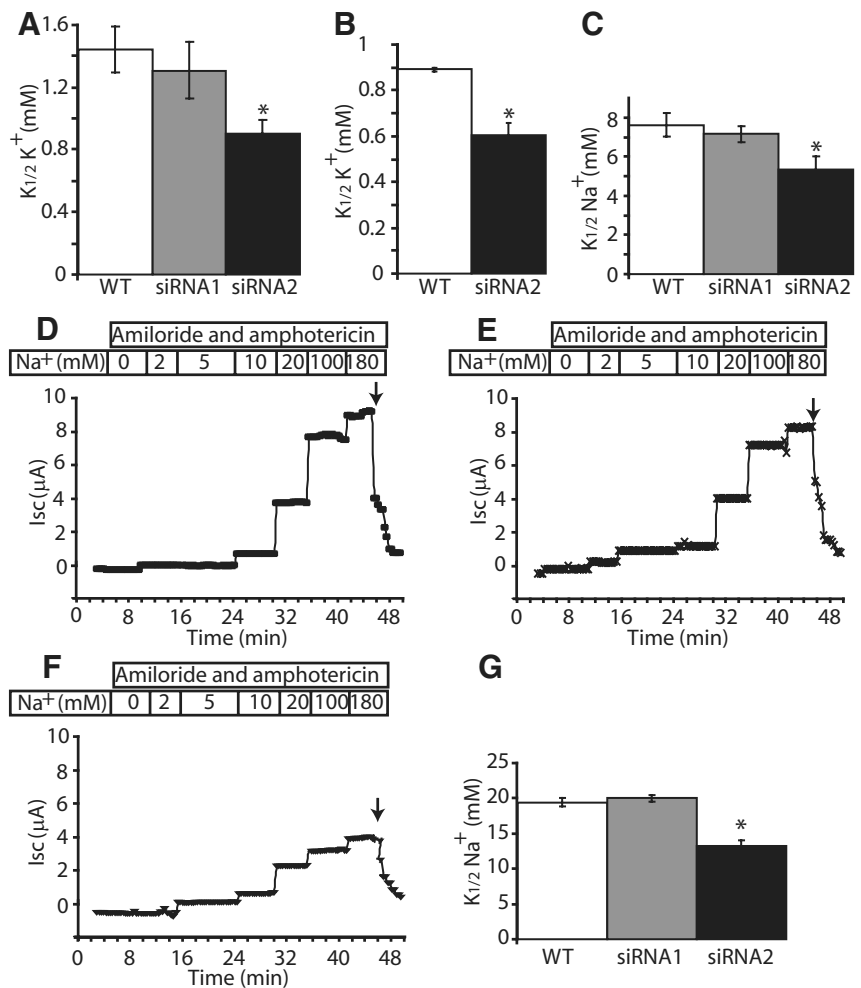 A
1.6
1.2
0.8
0.4
0
K1/2 K+ (mM)
*
WT siRNA1 siRNA2
B
1
0.8
0.6
0.4
0.2
0
K1/2 K+ (mM)
*
WT siRNA2
C
8
6
4
2
0
K1/2 Na+ (mM)
*
WT siRNA1 siRNA2
D
Amiloride and amphotericin
Na+ (mM) 0 2 5 10 20 100 180
10
8
6
4
2
0
Isc (μA)
0 8 16 24 32 40 48
Time (min)
E
Amiloride and amphotericin
Na+ (mM) 0 2 5 10 20 100 180
10
8
6
4
2
0
Isc (μA)
0 8 16 24 32 40 48
Time (min)
F
Amiloride and amphotericin
Na+ (mM) 0 2 5 10 20 100 180
10
8
6
4
2
0
Isc (μA)
0 8 16 24 32 40 48
Time (min)
G
25
20
15
10
5
0
K1/2 Na+ (mM)
*
WT siRNA1 siRNA2